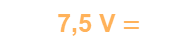 7,5 V =